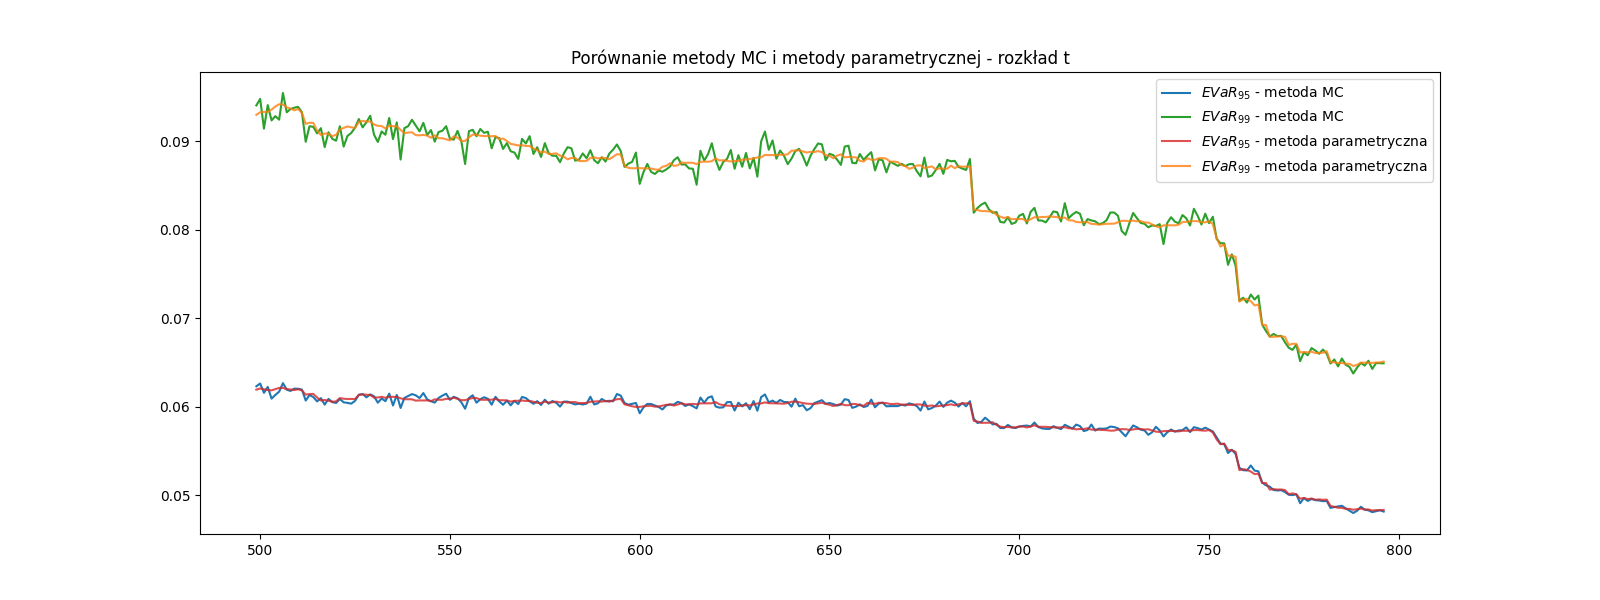 Porównanie metody MC i metody parametrycznej - rozkład t
EVaR95 - metoda MC
EVaR99 - metoda MC
EVaR95 - metoda parametryczna
EVaR99 - metoda parametryczna
0.09
0.08
0.07
0.06
0.05
500 550 600 650 700 750 800